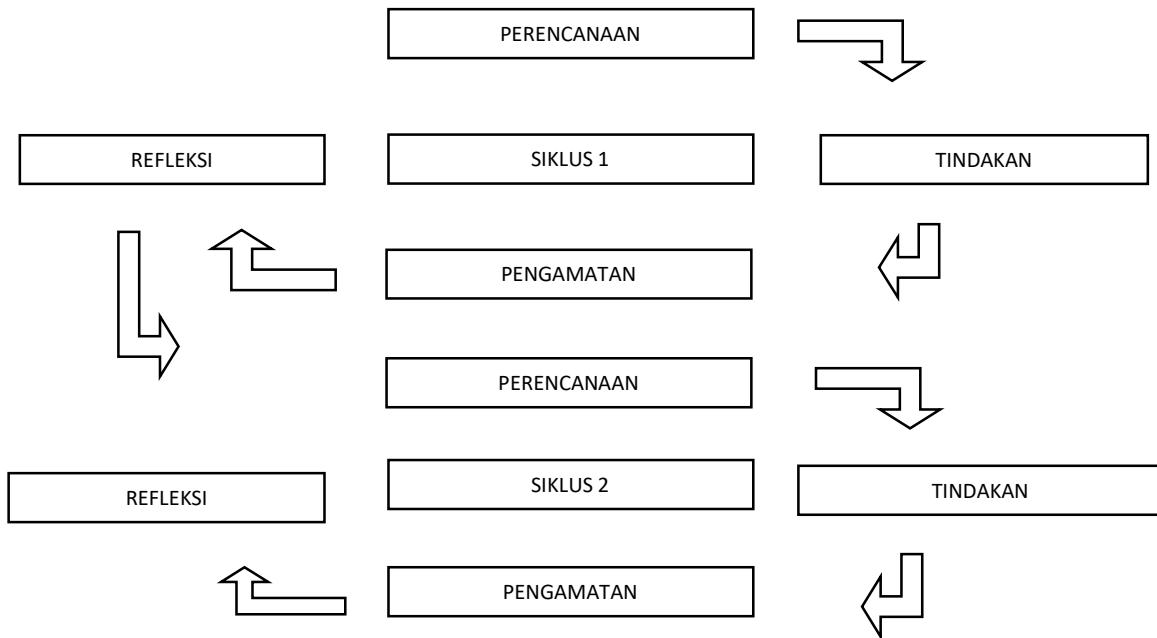 PERENCANAAN
REFLEKSI
SIKLUS 1
TINDAKAN
PENGAMATAN
PERENCANAAN
REFLEKSI
SIKLUS 2
TINDAKAN
PENGAMATAN